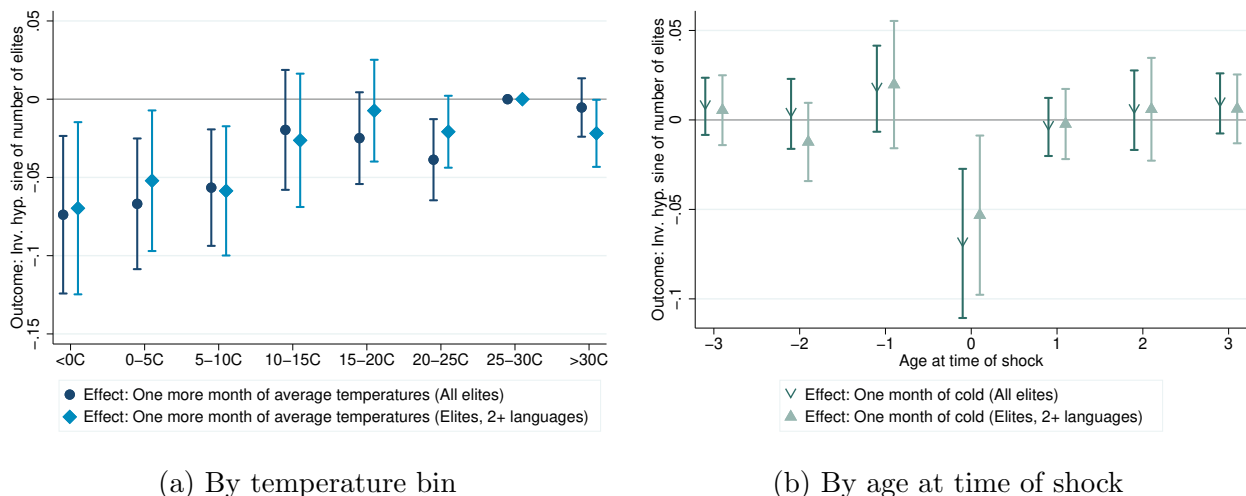 Outcome: Inv. hyp. sine of number of elites
.05
0
-.05
-.1
-.15
<0C 0–5C 5–10C 10–15C 15–20C 20–25C 25–30C >30C
Effect: One more month of average temperatures (All elites)
Effect: One more month of average temperatures (Elites, 2+ languages)
(a) By temperature bin
Outcome: Inv. hyp. sine of number of elites
.05
0
-.05
-.1
−3 −2 −1 0 1 2 3
Age at time of shock
Effect: One month of cold (All elites)
Effect: One month of cold (Elites, 2+ languages)
(b) By age at time of shock